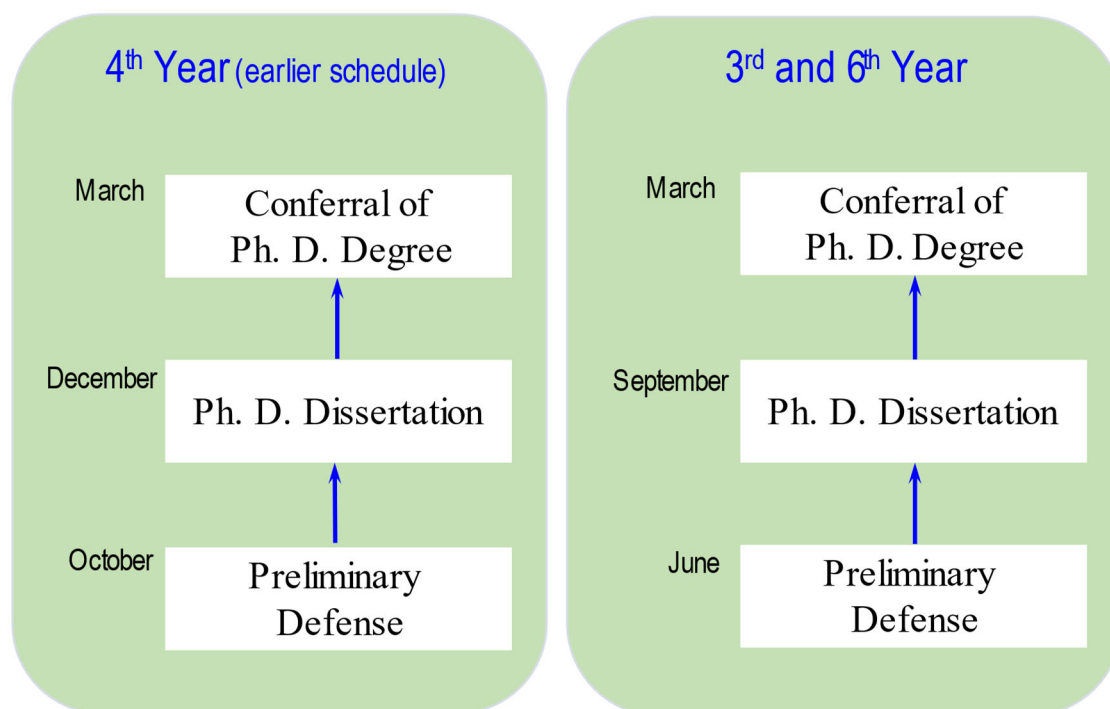 4th Year (earlier schedule)
March
Conferral of
Ph. D. Degree
December
Ph. D. Dissertation
October
Preliminary
Defense
3rd and 6th Year
March
Conferral of
Ph. D. Degree
September
Ph. D. Dissertation
June
Preliminary
Defense